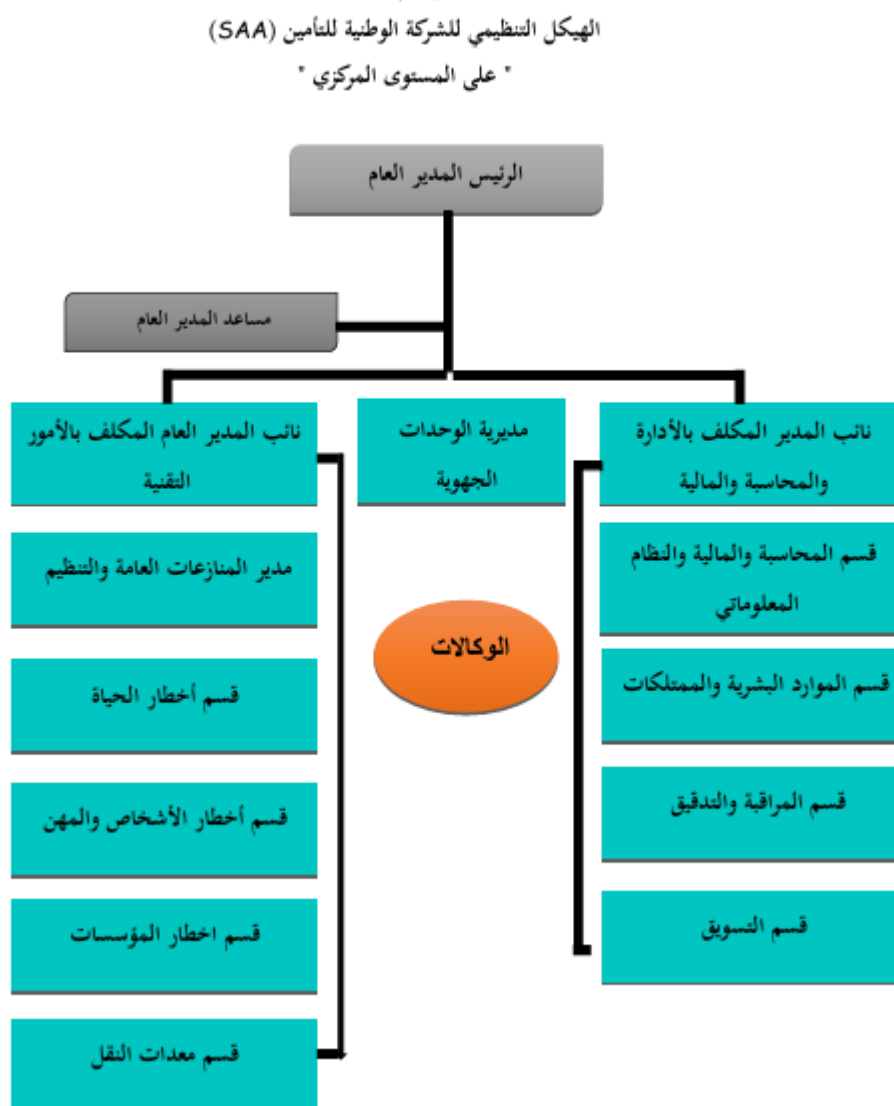 الهيكل التنظيمي للشركة الوطنية للتأمين (SAA)
" على المستوى المركزي "
الرئيس المدير العام
مساعد المدير العام
نائب المدير المكلف بالأدارة
والمحاسبة والمالية
مديرية الوحدات
الجهوية
نائب المدير العام المكلف بالأمور
التقنية
قسم المحاسبة والمالية والنظام
المعلوماتي
قسم الموارد البشرية والممتلكات
قسم المراقبة والتدقيق
قسم التسويق
الوكالات
مدير المنازعات العامة والتنظيم
قسم أخطار الحياة
قسم أخطار الأشخاص والمهن
قسم اخطار المؤسسات
قسم معدات النقل